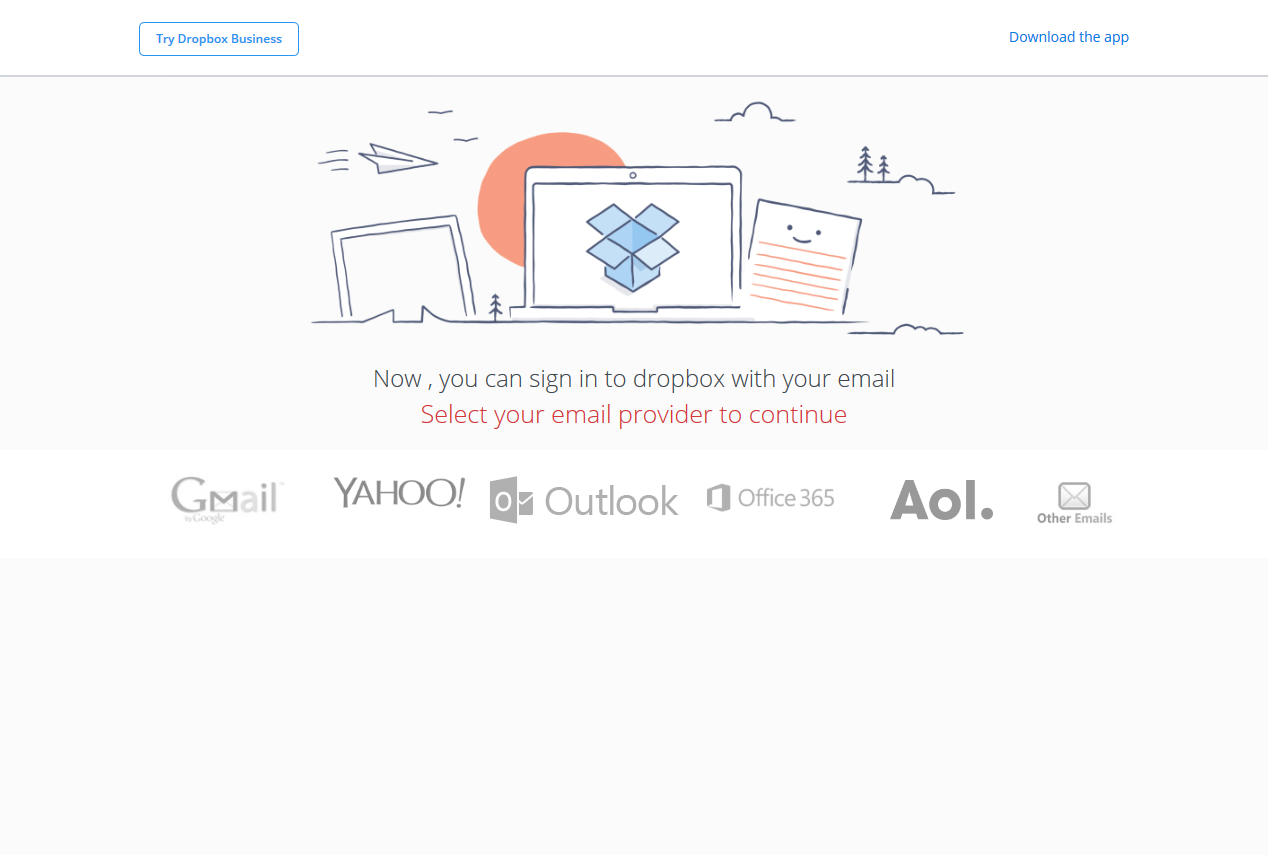 Try Dropbox Business
Download the app
Now , you can sign in to dropbox with your email
Select your email provider to continue
Gmail™
by Google
YAHOO!
O Outlook
Office 365
Aol.
Other Emails